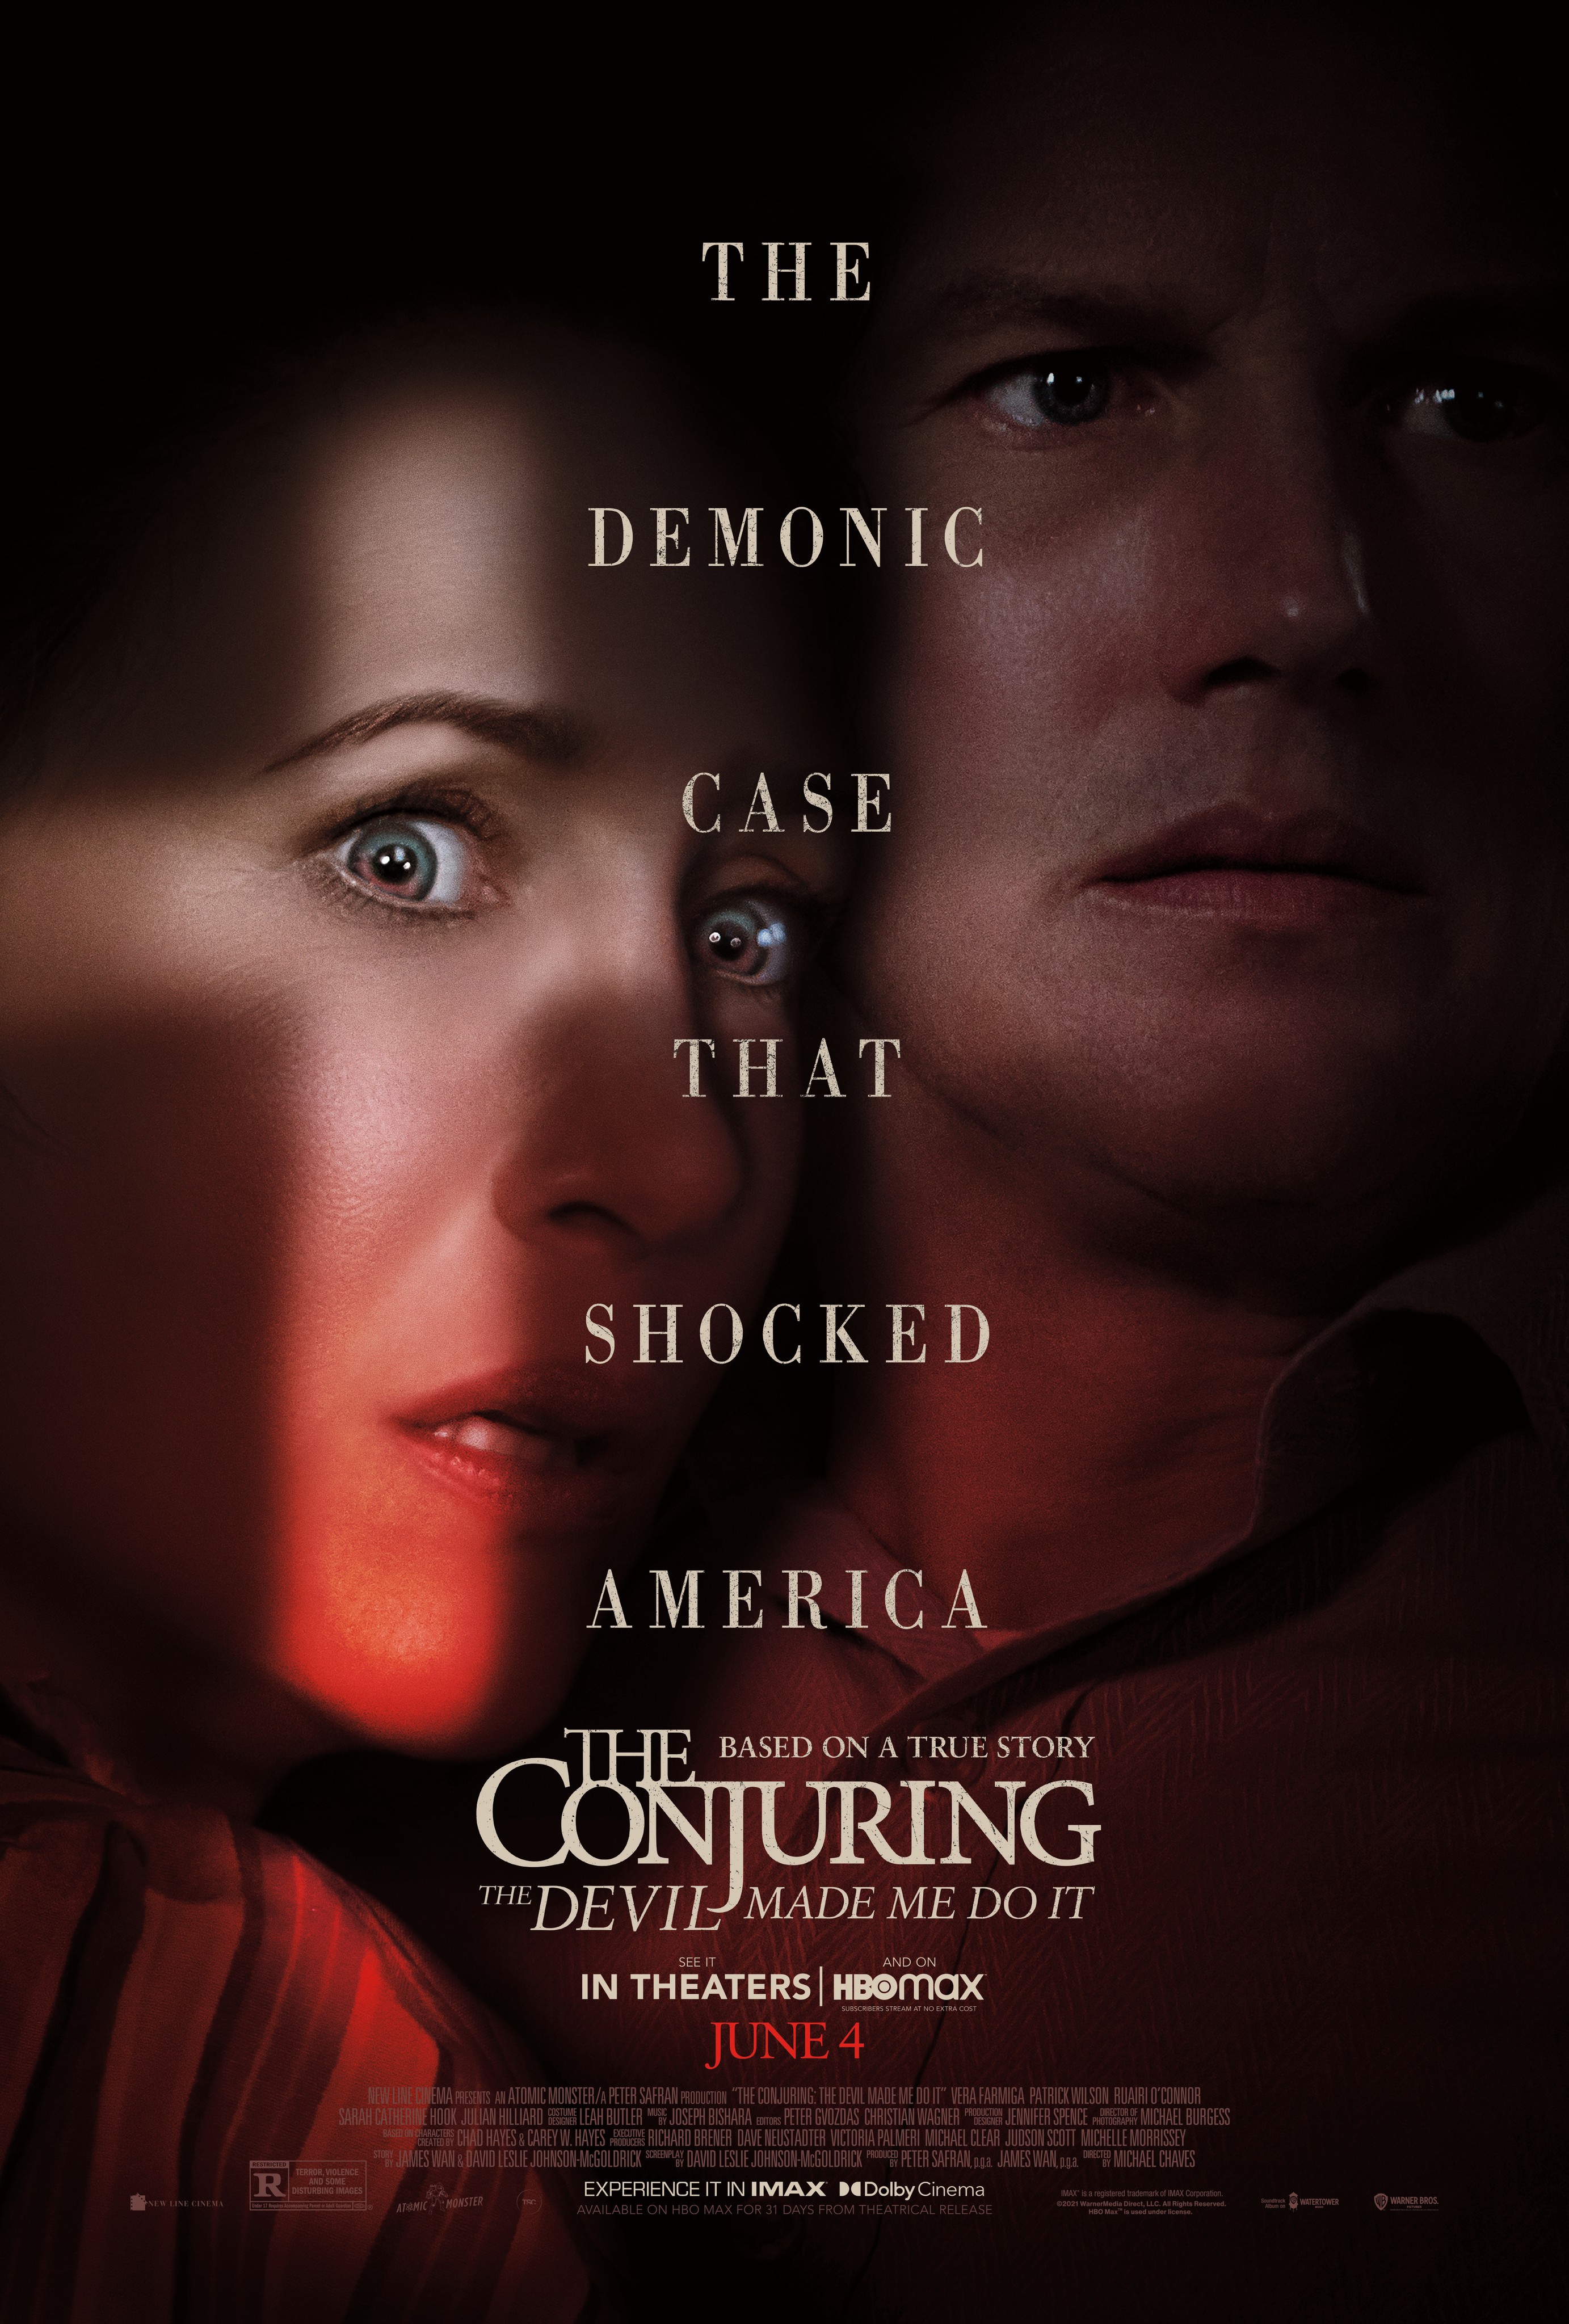 THE
DEMONIC
CASE
THAT
SHOCKED
AMERICA
THE BASED ON A TRUE STORY
CONJURING
THE DEVIL MADE ME DO IT
SEE IT AND ON
IN THEATERS | HBOmax
SUBSCRIBERS STREAM AT NO EXTRA COST
JUNE 4
NEW LINE CINEMA PRESENTS AN ATOMIC MONSTER/A PETER SAFRAN PRODUCTION “THE CONJURING: THE DEVIL MADE ME DO IT” VERA FARMIGA PATRICK WILSON RUAIRI O’CONNOR
SARAH CATHERINE HOOK JULIAN HILLIARD COSTUME DESIGNER LEAH BUTLER MUSIC BY JOSEPH BISHARA EDITORS PETER GVOZDAS CHRISTIAN WAGNER PRODUCTION DESIGNER JENNIFER SPENCE DIRECTOR OF PHOTOGRAPHY MICHAEL BURGESS
BASED ON CHARACTERS CREATED BY CHAD HAYES & CAREY W. HAYES EXECUTIVE PRODUCERS RICHARD BRENER DAVE NEUSTADTER VICTORIA PALMERI MICHAEL CLEAR JUDSON SCOTT MICHELLE MORRISSEY
STORY BY JAMES WAN & DAVID LESLIE JOHNSON-McGOLDRICK SCREENPLAY BY DAVID LESLIE JOHNSON-McGOLDRICK PRODUCED BY PETER SAFRAN, p.g.a. JAMES WAN, p.g.a. DIRECTED BY MICHAEL CHAVES
NEW LINE CINEMA
RESTRICTED
R
TERROR, VIOLENCE
AND SOME
DISTURBING IMAGES
ATOMIC MONSTER
EXPERIENCE IT IN IMAX Dolby Cinema
AVAILABLE ON HBO MAX FOR 31 DAYS FROM THEATRICAL RELEASE
IMAX® is a registered trademark of IMAX Corporation.
©2021 WarnerMedia Direct, LLC. All Rights Reserved.
HBO Max™ is used under license.
Soundtrack
Album on
WATERTOWER
WARNER BROS.